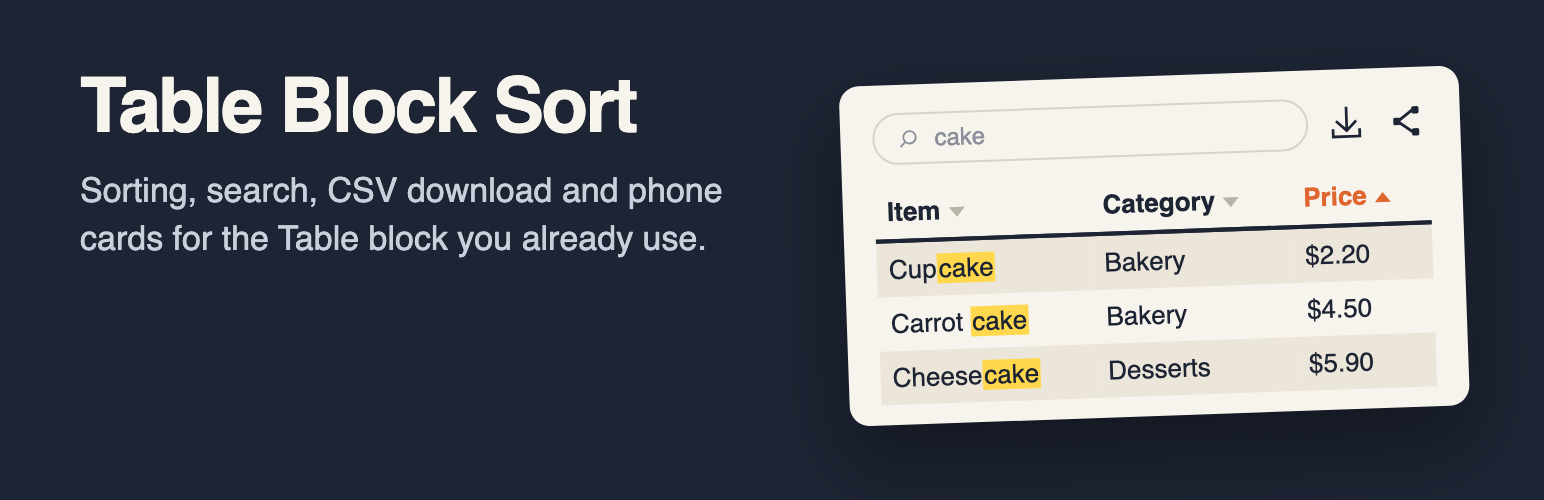 Table Block Sort
Sorting, search, CSV download and phone
cards for the Table block you already use.
cake
Item Category Price
Cupcake Bakery $2.20
Carrot cake Bakery $4.50
Cheesecake Desserts $5.90